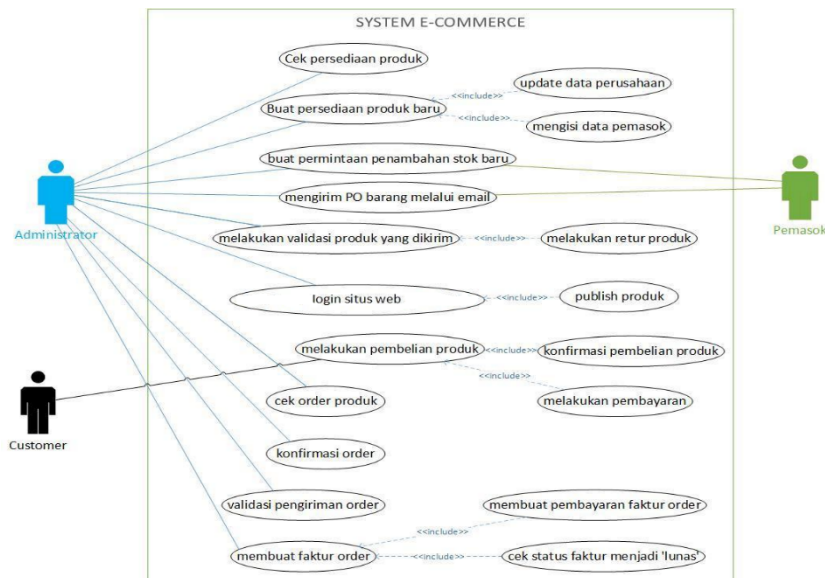 SYSTEM E-COMMERCE
Cek persediaan produk
update data perusahaan
<<include>>
Buat persediaan produk baru
<<include>>
mengisi data pemasok
buat permintaan penambahan stok baru
mengirim PO barang melalui email
Administrator
Pemasok
melakukan validasi produk yang dikirim
<<include>>
melakukan retur produk
login situs web
<<include>>
publish produk
melakukan pembelian produk
<<include>>
konfirmasi pembelian produk
<<include>>
cek order produk
melakukan pembayaran
Customer
konfirmasi order
validasi pengiriman order
membuat pembayaran faktur order
<<include>>
membuat faktur order
<<include>>
cek status faktur menjadi 'lunas'